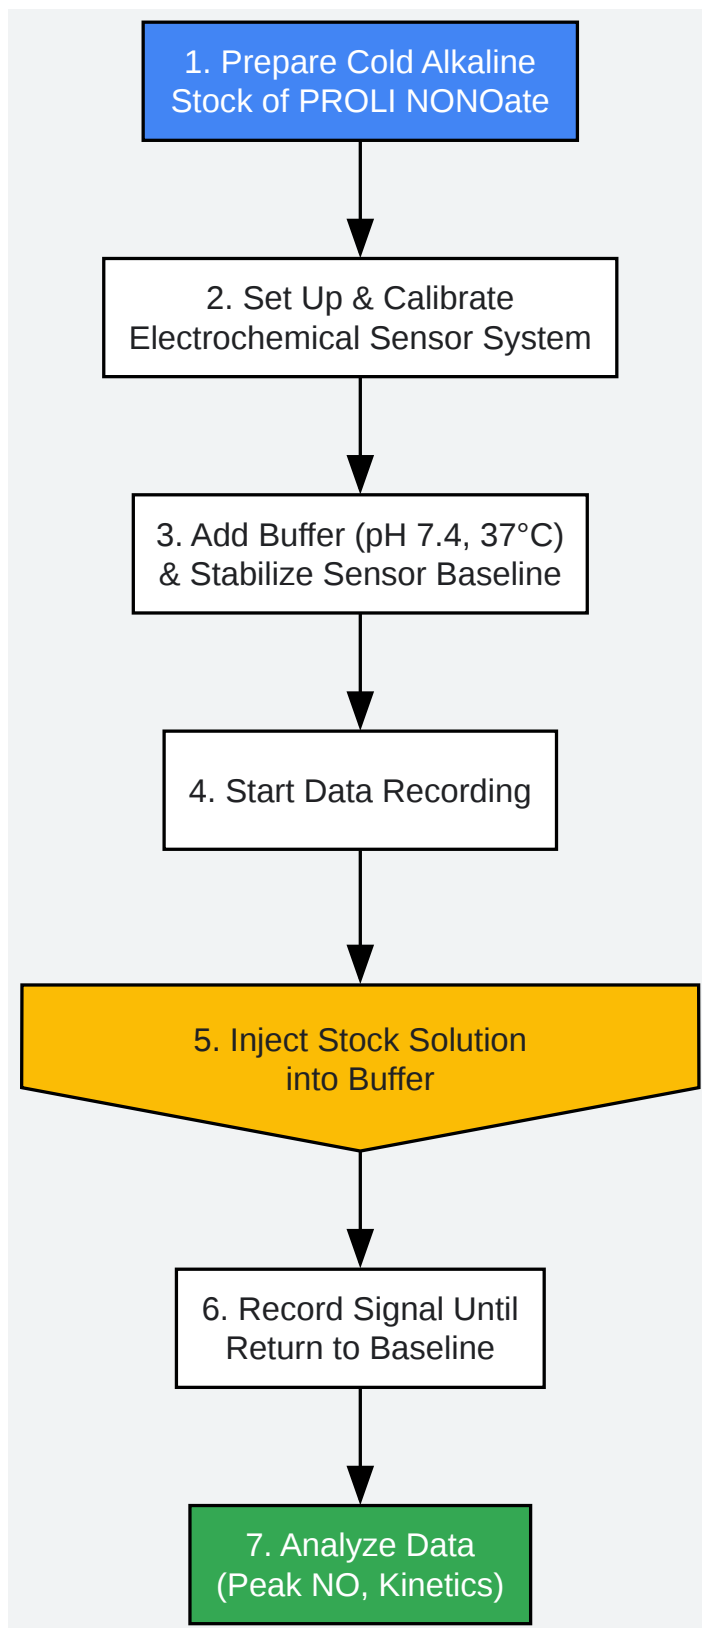 1. Prepare Cold Alkaline
Stock of PROLI NONOate
2. Set Up & Calibrate
Electrochemical Sensor System
3. Add Buffer (pH 7.4, 37°C)
& Stabilize Sensor Baseline
4. Start Data Recording
5. Inject Stock Solution
into Buffer
6. Record Signal Until
Return to Baseline
7. Analyze Data
(Peak NO, Kinetics)